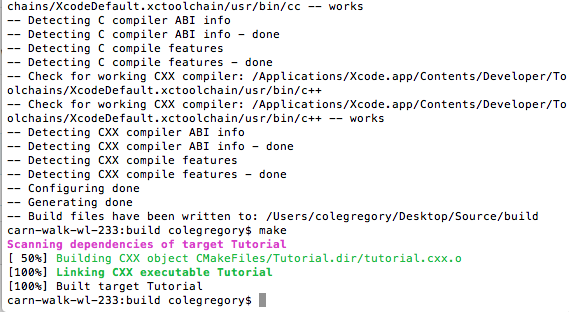 chains/XcodeDefault.xctoolchain/usr/bin/cc -- works
-- Detecting C compiler ABI info
-- Detecting C compiler ABI info - done
-- Detecting C compile features
-- Detecting C compile features - done
-- Check for working CXX compiler: /Applications/Xcode.app/Contents/Developer/To
olchains/XcodeDefault.xctoolchain/usr/bin/c++
-- Check for working CXX compiler: /Applications/Xcode.app/Contents/Developer/To
olchains/XcodeDefault.xctoolchain/usr/bin/c++ -- works
-- Detecting CXX compiler ABI info
-- Detecting CXX compiler ABI info - done
-- Detecting CXX compile features
-- Detecting CXX compile features - done
-- Configuring done
-- Generating done
-- Build files have been written to: /Users/colegregory/Desktop/Source/build
carn-walk-wl-233:build colegregory$ make
Scanning dependencies of target Tutorial
[ 50%] Building CXX object CMakeFiles/Tutorial.dir/tutorial.cxx.o
[100%] Linking CXX executable Tutorial
[100%] Built target Tutorial
carn-walk-wl-233:build colegregory$